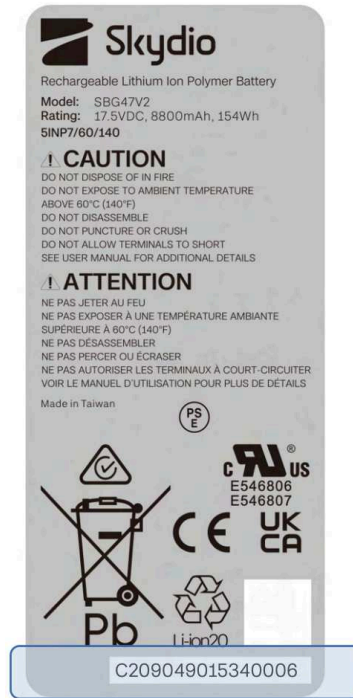 Skydio
Rechargeable Lithium Ion Polymer Battery
Model: SBG47V2
Rating: 17.5VDC, 8800mAh, 154Wh
5INP7/60/140
⚠ CAUTION
DO NOT DISPOSE OF IN FIRE
DO NOT EXPOSE TO AMBIENT TEMPERATURE
ABOVE 60°C (140°F)
DO NOT DISASSEMBLE
DO NOT PUNCTURE OR CRUSH
DO NOT ALLOW TERMINALS TO SHORT
SEE USER MANUAL FOR ADDITIONAL DETAILS
⚠ ATTENTION
NE PAS JETER AU FEU
NE PAS EXPOSER À UNE TEMPÉRATURE AMBIANTE
SUPÉRIEURE À 60°C (140°F)
NE PAS DÉSASSEMBLER
NE PAS PERCER OU ÉCRASER
NE PAS AUTORISER LES TERMINAUX À COURT-CIRCUITER
VOIR LE MANUEL D'UTILISATION POUR PLUS DE DÉTAILS
Made in Taiwan
PS
E
C RU® US
E546806
E546807
CE
UK
CA
Pb
Li-ion20
C209049015340006